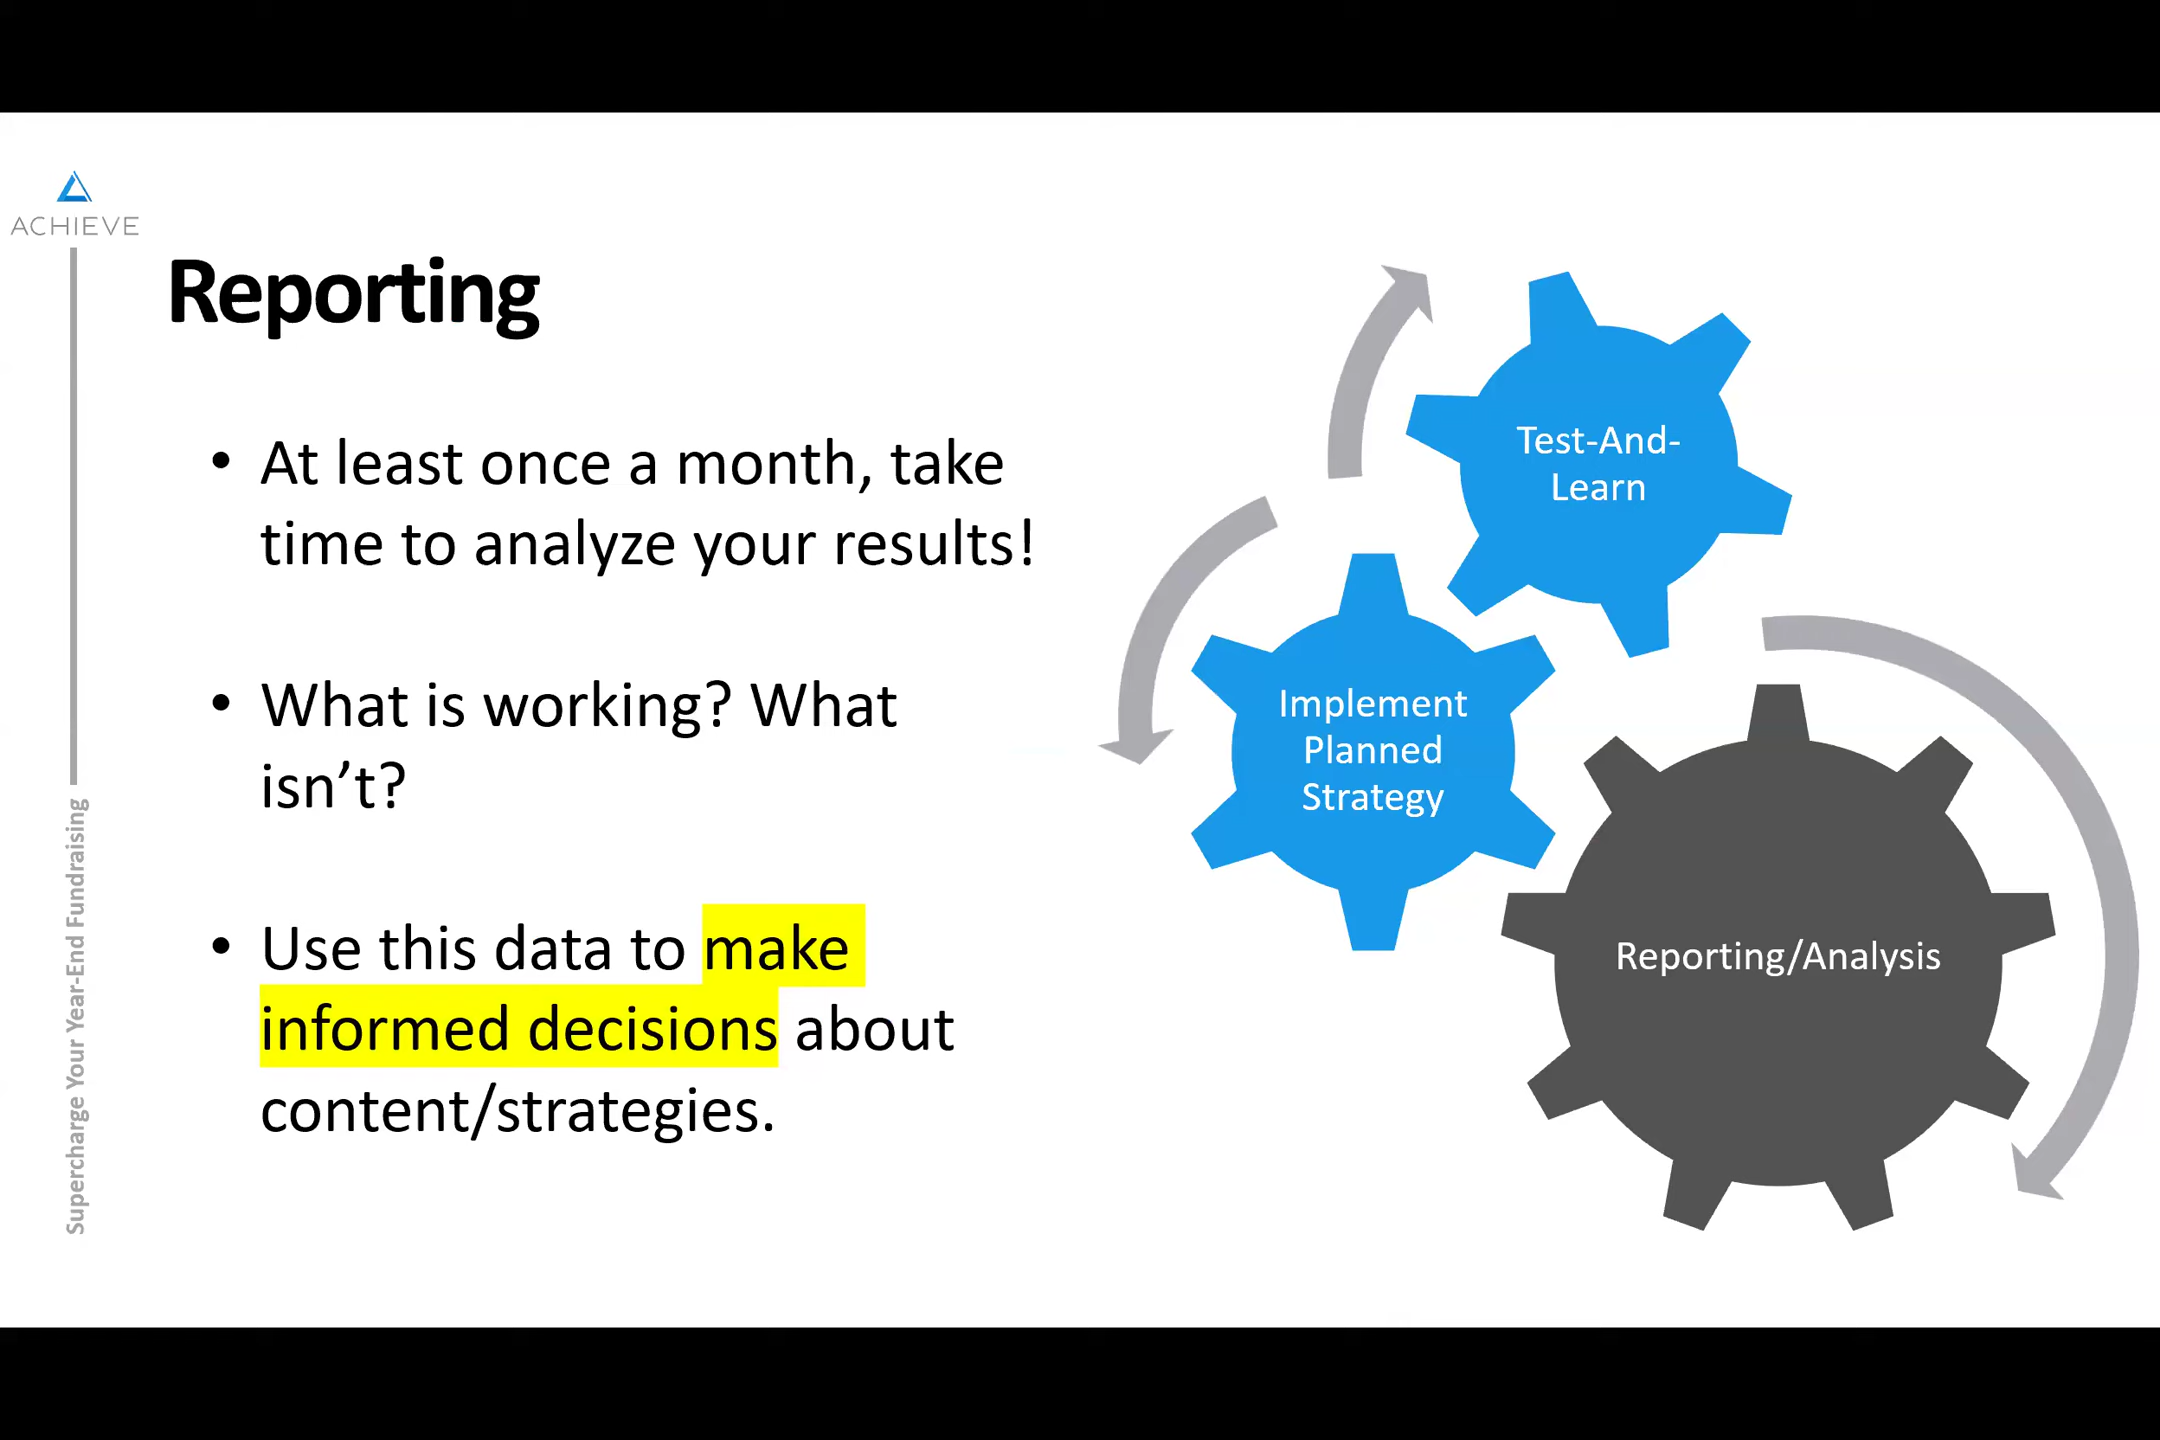 ACHIEVE
Reporting
• At least once a month, take
time to analyze your results!
• What is working? What
isn’t?
• Use this data to make
informed decisions about
content/strategies.
Test-And-
Learn
Implement
Planned
Strategy
Reporting/Analysis
Supercharge Your Year-End Fundraising